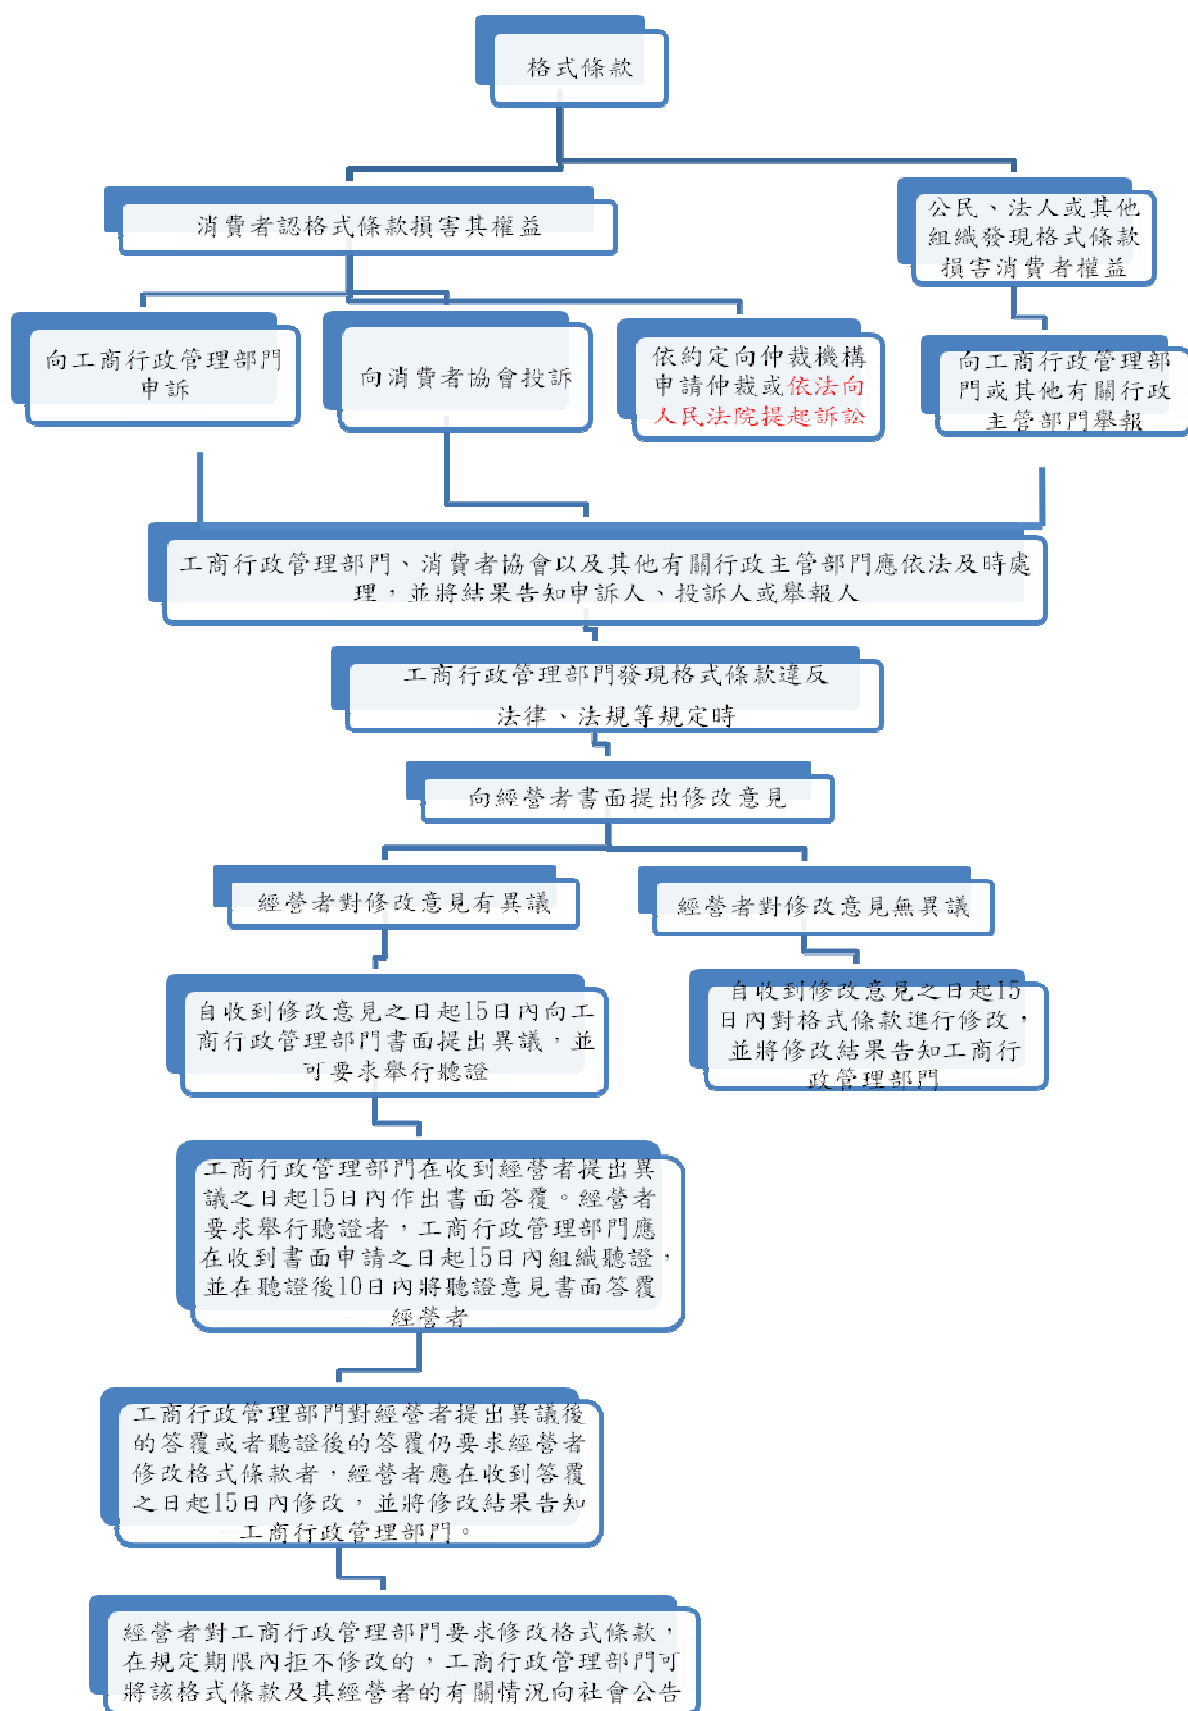 格式條款
消費者認格式條款損害其權益
公民、法人或其他
組織發現格式條款
損害消費者權益
向工商行政管理部門
申訴
向消費者協會投訴
依約定向仲裁機構
申請仲裁或依法向
人民法院提起訴訟
向工商行政管理部
門或其他有關行政
主管部門舉報
工商行政管理部門、消費者協會以及其他有關行政主管部門應依法及時處
理，並將結果告知申訴人、投訴人或舉報人
工商行政管理部門發現格式條款違反
法律、法規等規定時
向經營者書面提出修改意見
經營者對修改意見有異議
經營者對修改意見無異議
自收到修改意見之日起15日內向工
商行政管理部門書面提出異議，並
可要求舉行聽證
自收到修改意見之日起15
日內對格式條款進行修改，
並將修改結果告知工商行
政管理部門
工商行政管理部門在收到經營者提出異
議之日起15日內作出書面答覆。經營者
要求舉行聽證者，工商行政管理部門應
在收到書面申請之日起15日內組織聽證，
並在聽證後10日內將聽證意見書面答覆
經營者
工商行政管理部門對經營者提出異議後
的答覆或者聽證後的答覆仍要求經營者
修改格式條款者，經營者應在收到答覆
之日起15日內修改，並將修改結果告知
工商行政管理部門。
經營者對工商行政管理部門要求修改格式條款，
在規定期限內拒不修改的，工商行政管理部門可
將該格式條款及其經營者的有關情況向社會公告